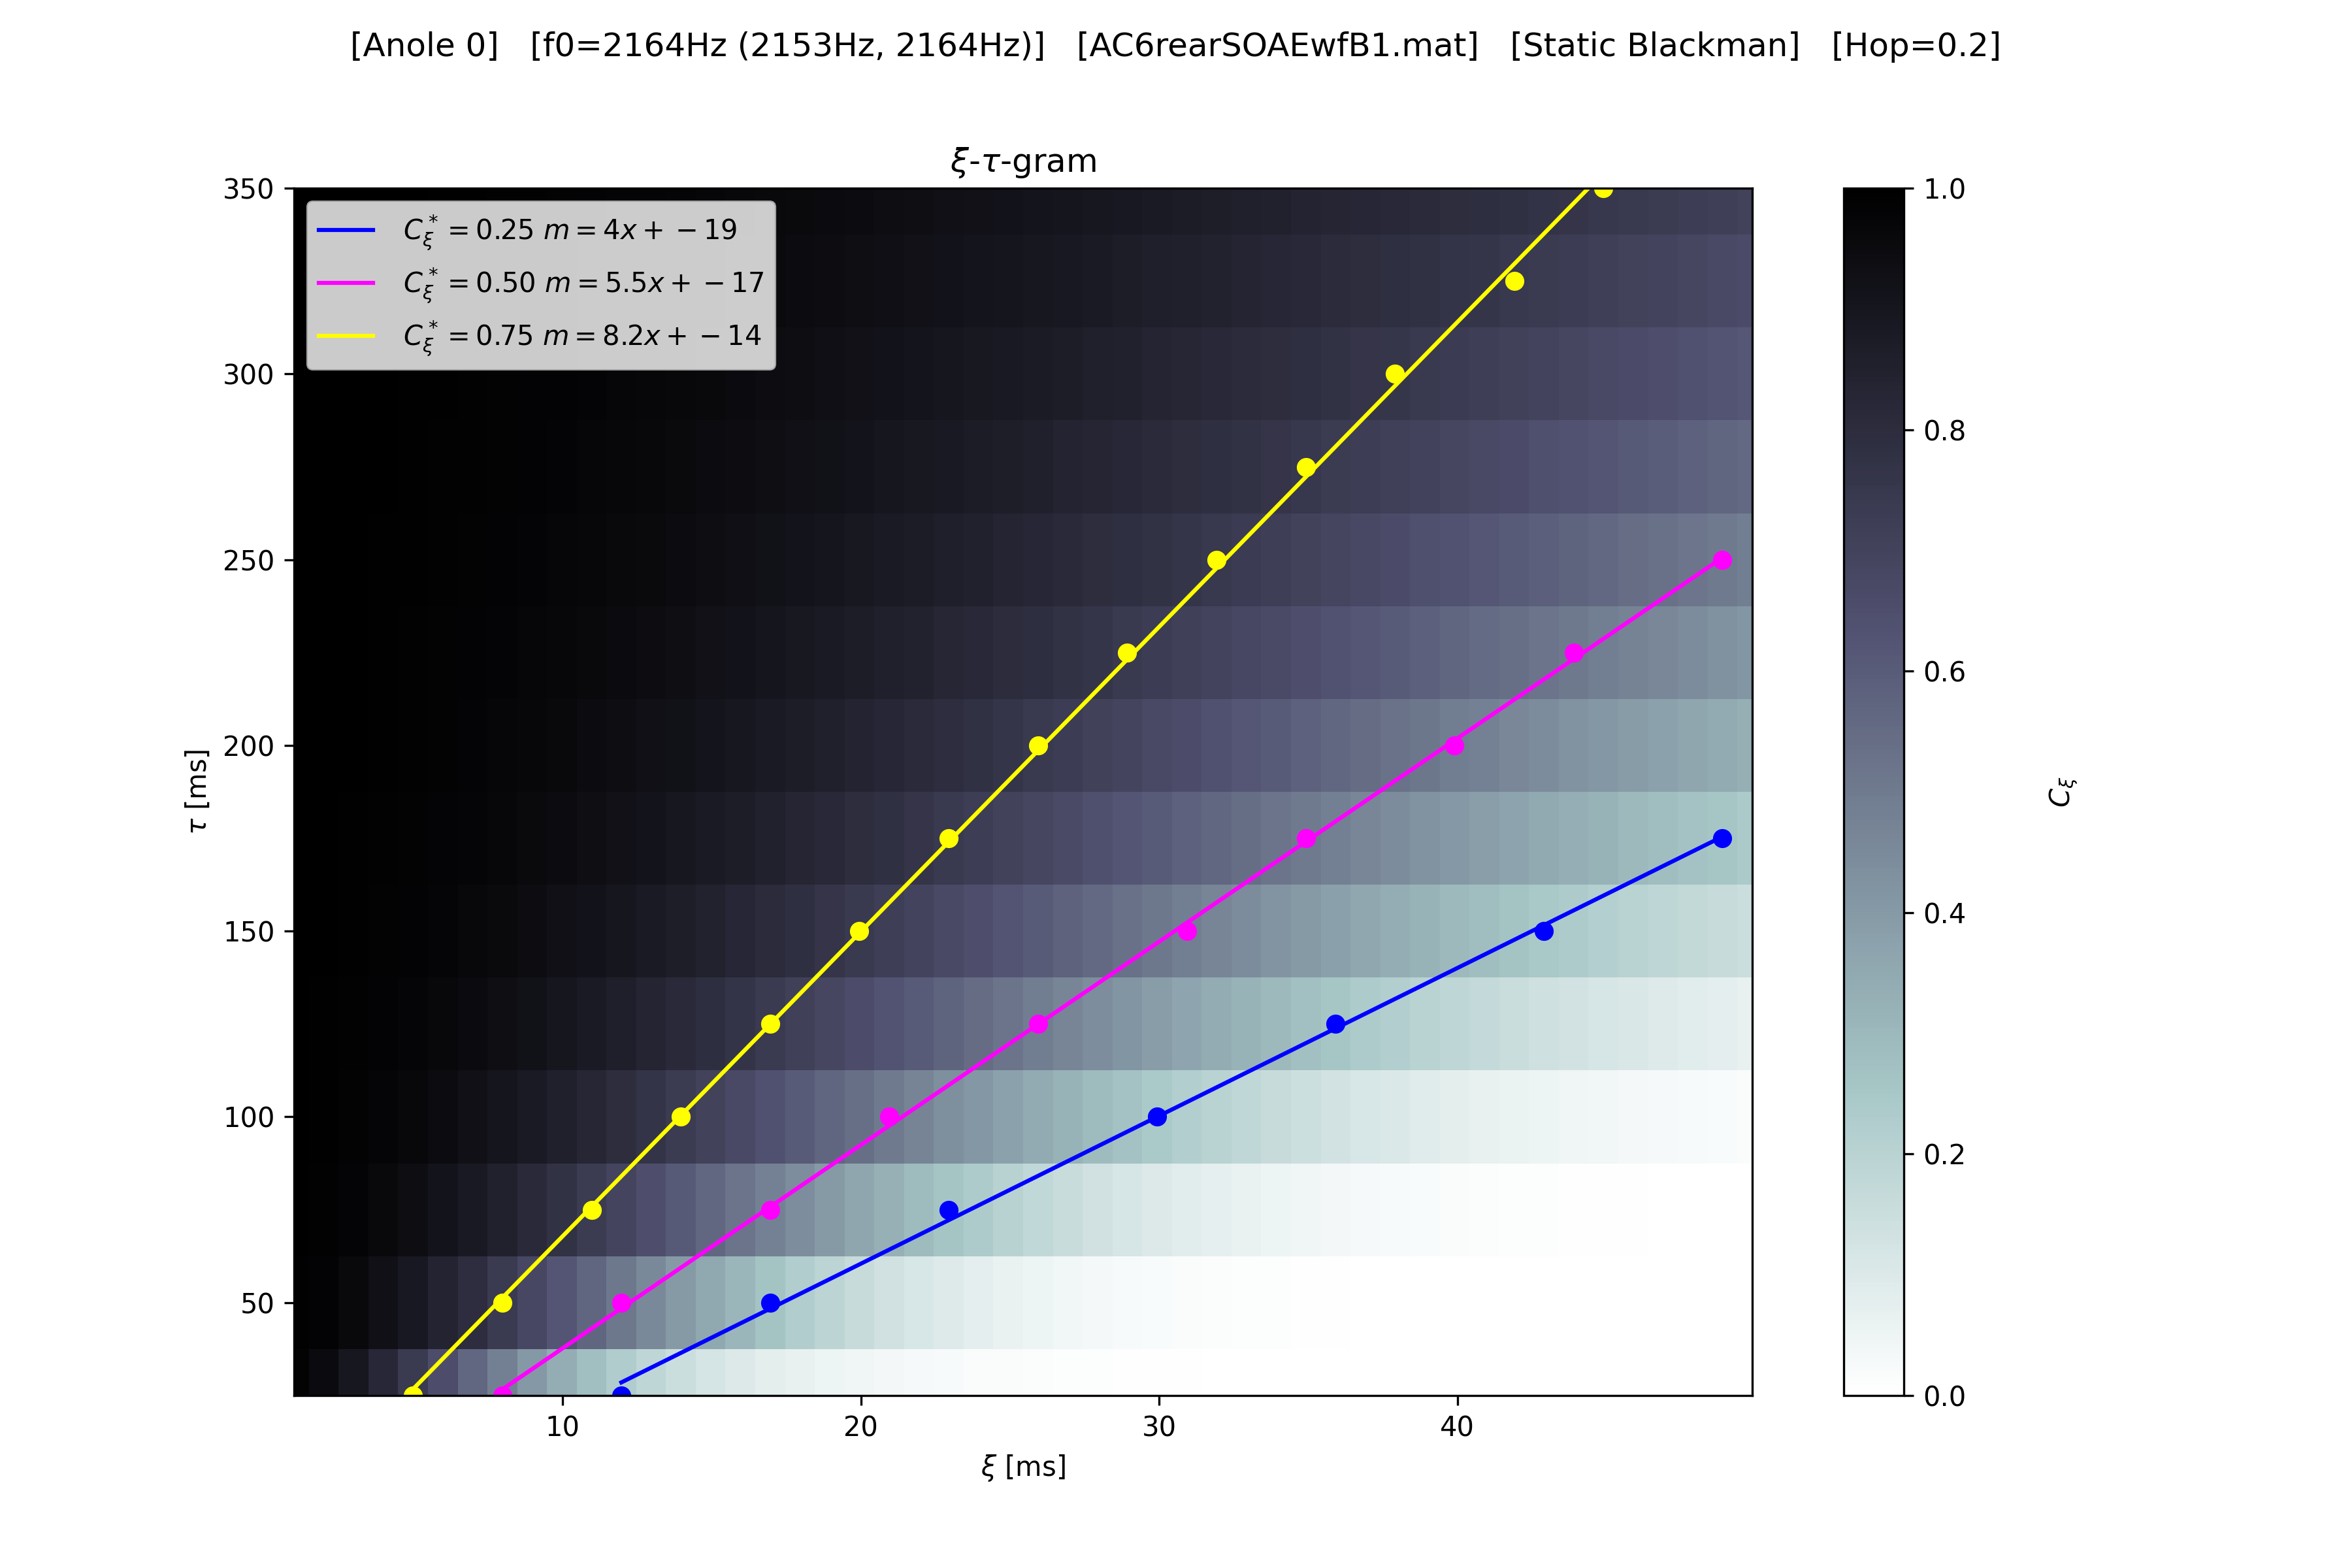 [Anole 0]   [f0=2164Hz (2153Hz, 2164Hz)]   [AC6rearSOAEwfB1.mat]   [Static Blackman]   [Hop=0.2]
ξ-τ-gram
C*ξ = 0.25 m = 4x + −19
C*ξ = 0.50 m = 5.5x + −17
C*ξ = 0.75 m = 8.2x + −14
350
300
250
200
150
100
50
τ [ms]
10 20 30 40
ξ [ms]
1.0
0.8
0.6
0.4
0.2
0.0
Cξ